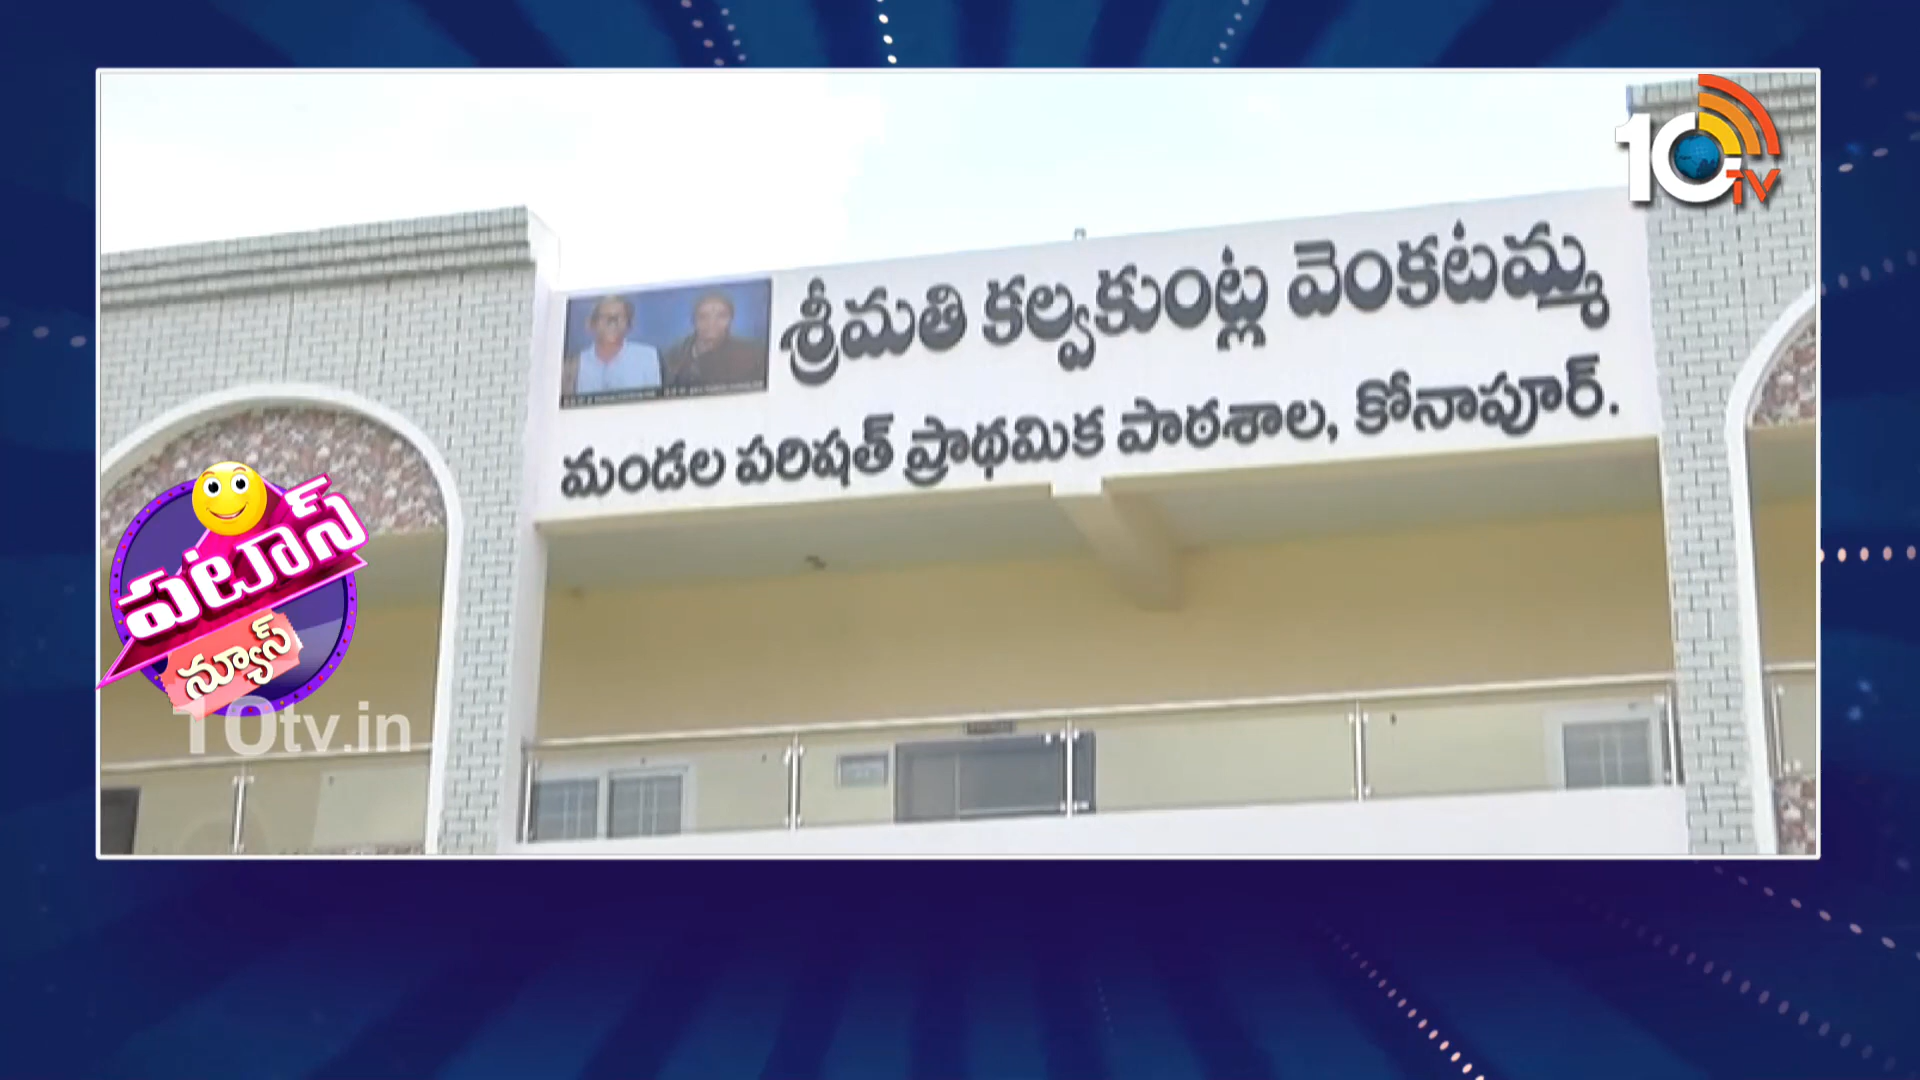 10TV
శ్రీమతి కల్వకుంట్ల వెంకటమ్మ
మండల పరిషత్ ప్రాథమిక పాఠశాల, కోనాపూర్.
పటాస్
న్యూస్
10tv.in